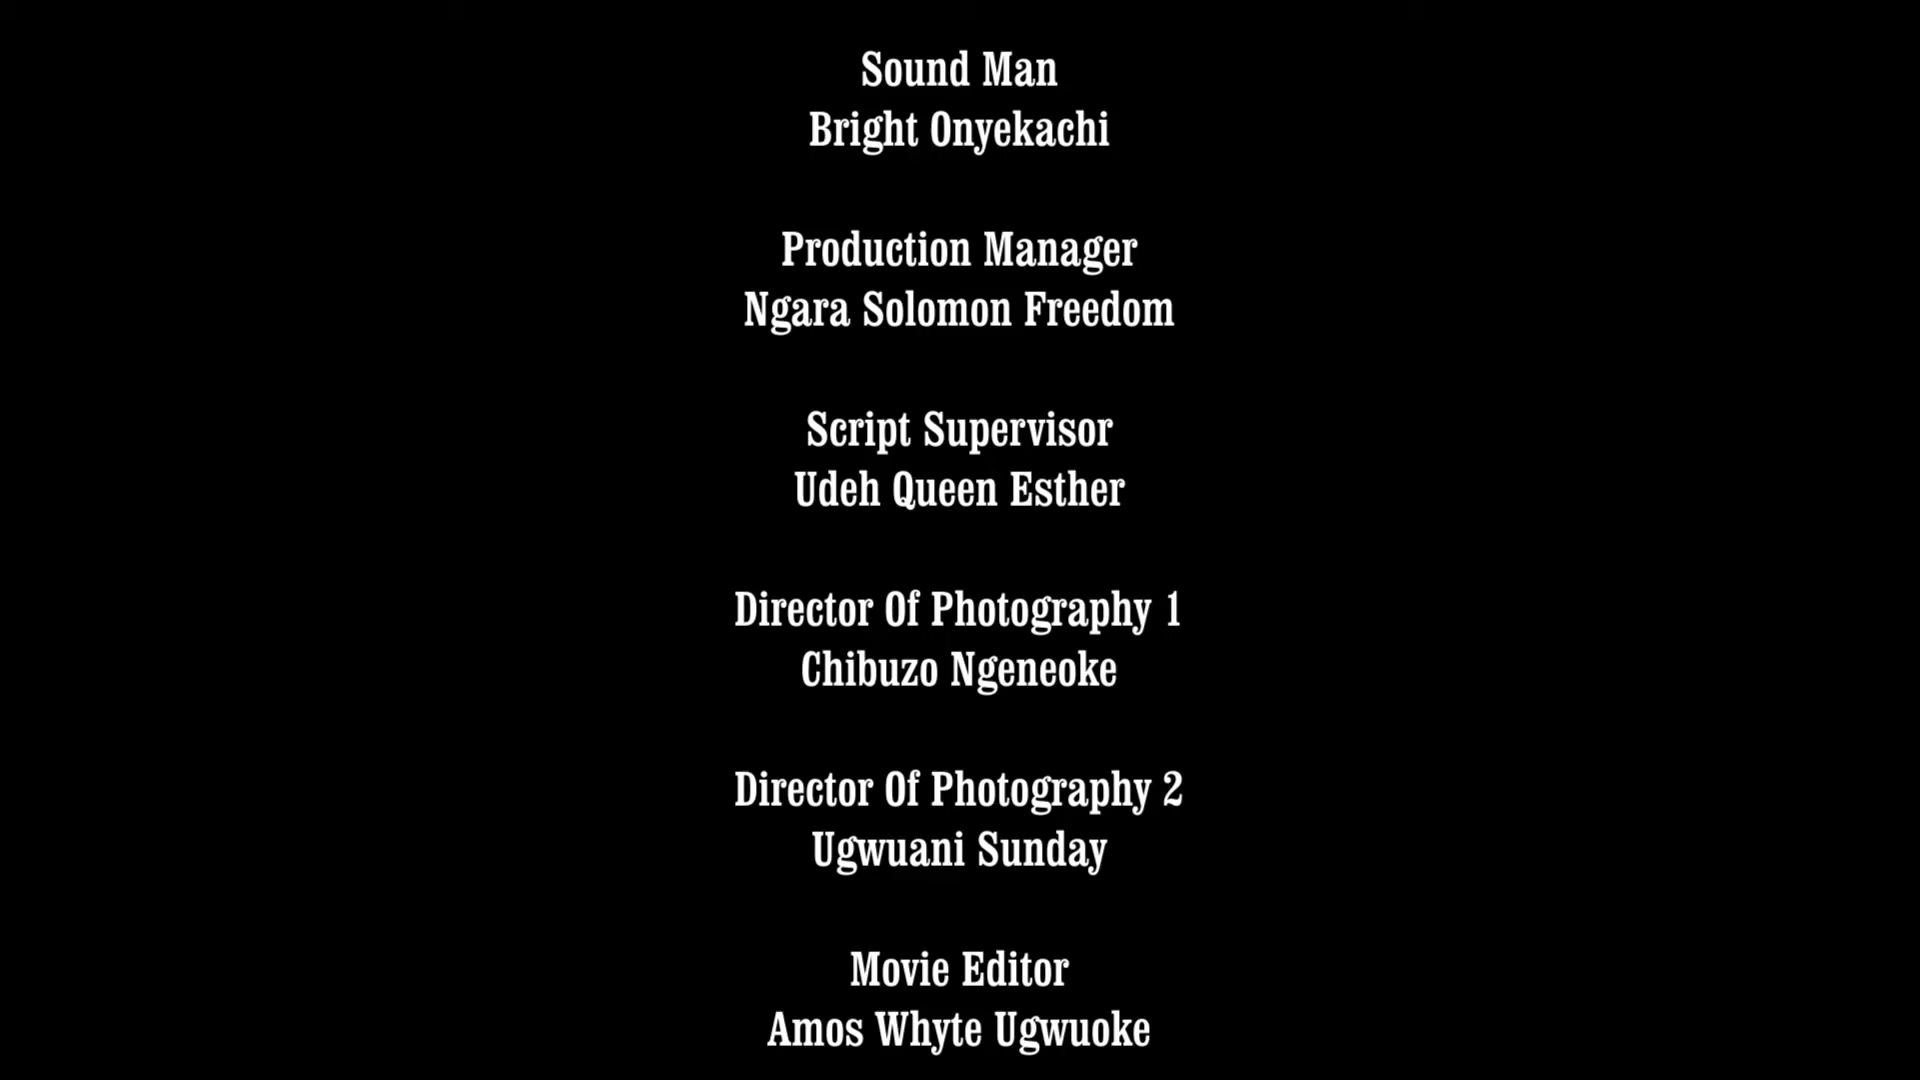 Sound Man
Bright Onyekachi
Production Manager
Ngara Solomon Freedom
Script Supervisor
Udeh Queen Esther
Director Of Photography 1
Chibuzo Ngeneoke
Director Of Photography 2
Ugwuani Sunday
Movie Editor
Amos Whyte Ugwuoke